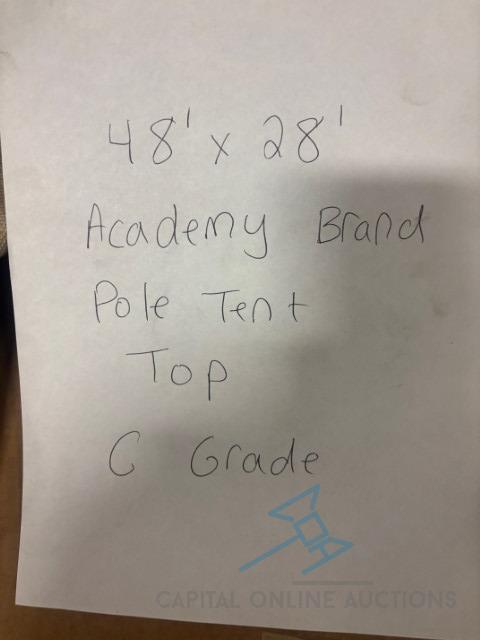 48' x 28'
Academy Brand
Pole Tent
Top
C Grade
CAPITAL ONLINE AUCTIONS